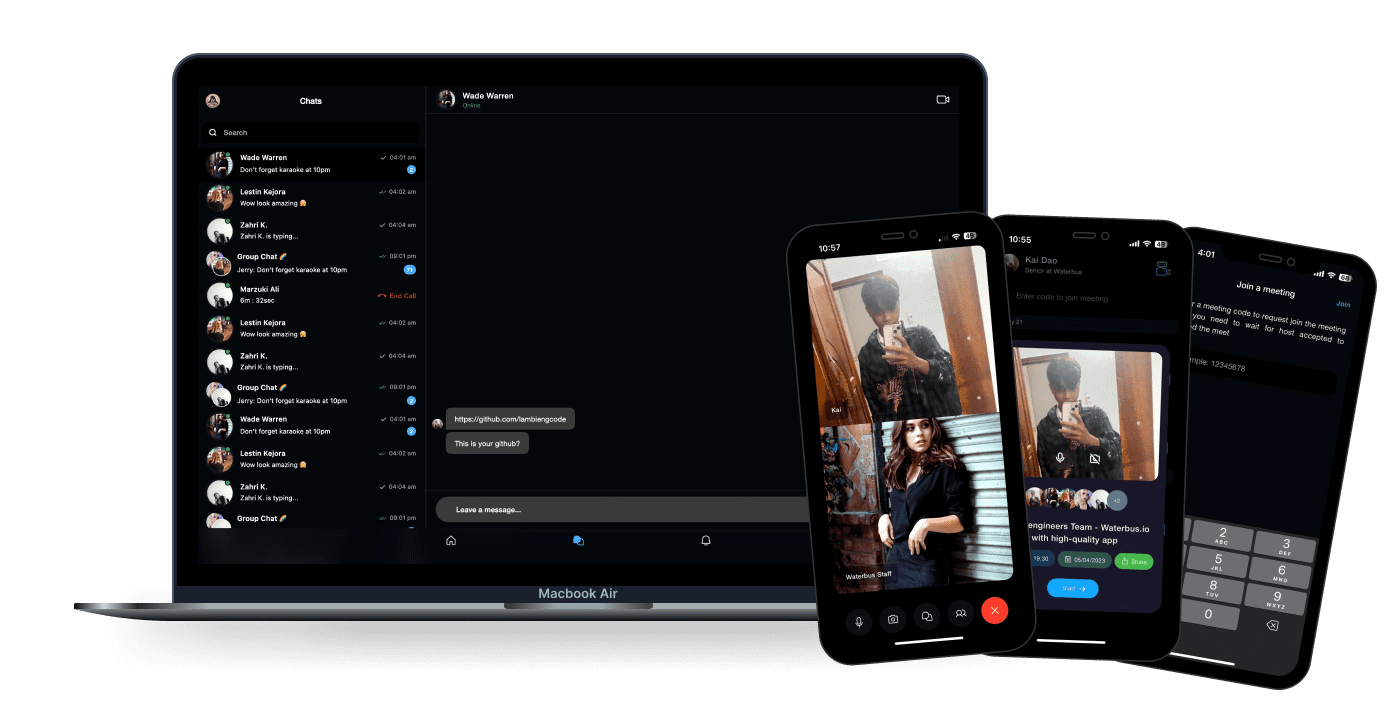 Chats
Search
Wade Warren
04:01 am
Don't forget karaoke at 10pm
2
Lestin Kejora
04:02 am
Wow look amazing
Zahri K.
04:04 am
Zahri K. is typing...
Group Chat
09:01 pm
Jerry: Don't forget karaoke at 10pm
71
Marzuki Ali
6m : 32sec
End Call
Lestin Kejora
04:02 am
Wow look amazing
Zahri K.
04:04 am
Zahri K. is typing...
Group Chat
09:01 pm
Jerry: Don't forget karaoke at 10pm
2
Wade Warren
04:01 am
Don't forget karaoke at 10pm
2
Lestin Kejora
04:02 am
Wow look amazing
Zahri K.
04:04 am
Zahri K. is typing...
Group Chat
09:01 pm
Wade Warren
Online
https://github.com/lambiengcode
This is your github?
Leave a message...
Macbook Air
10:57
49
Kai
Waterbus Staff
10:55
49
Kai Dao
Senior at Waterbus
Enter code to join meeting
y 21
+2
engineers Team - Waterbus.io
with high-quality app
19:30
05/04/2023
Share
Start
4:01
68
Join a meeting
Join
r a meeting code to request join the meeting
you need to wait for host accepted to
d the meet
mple: 12345678
2
ABC
3
DEF
5
JKL
6
MNO
8
TUV
9
WXYZ
0